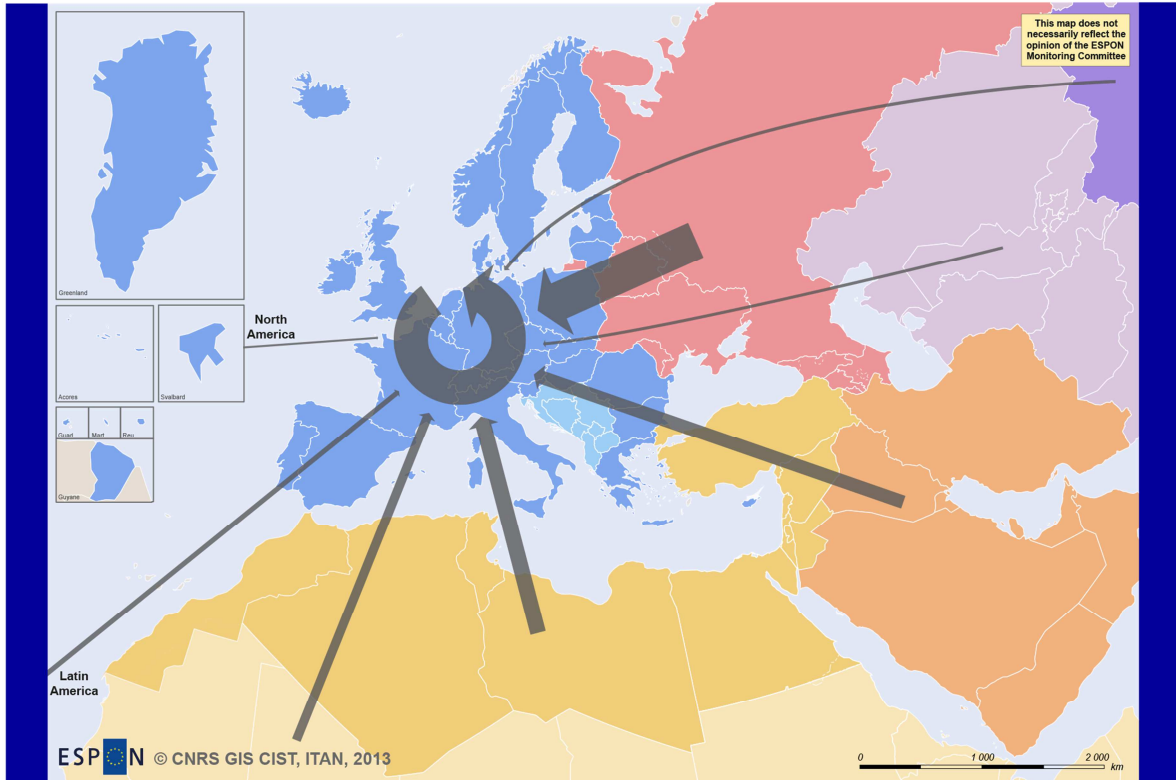 This map does not
necessarily reflect the
opinion of the ESPON
Monitoring Committee
Greenland
North
America
Acores
Svalbard
Guad
Mart
Reu
Guyane
Latin
America
ESPON © CNRS GIS CIST, ITAN, 2013
0 1 000 2 000
km